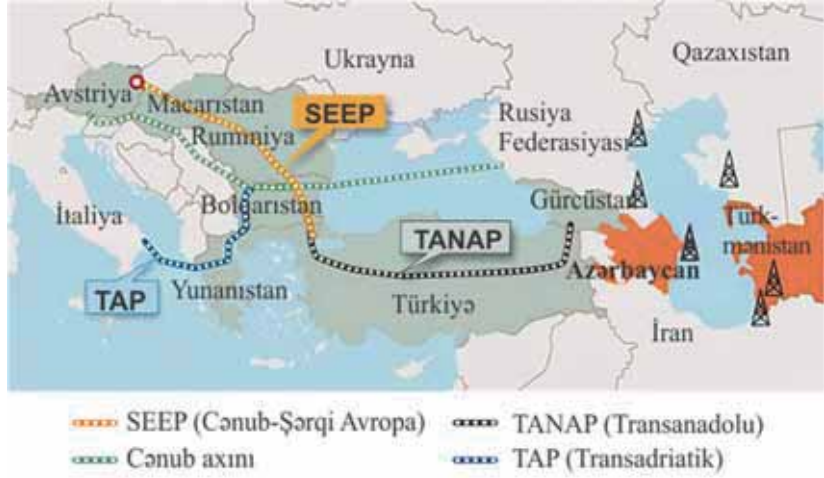 Ukrayna
Qazaxıstan
Avstriya
Macarıstan
SEEP
Rusiya
Federasiyası
Rumıniya
Gürcüstan
İtaliya
Bolqarıstan
Türk-
mənistan
TANAP
Azərbaycan
TAP
Yunanıstan
Türkiyə
İran
SEEP (Cənub-Şərqi Avropa)
TANAP (Transanadolu)
Cənub axını
TAP (Transadriatik)